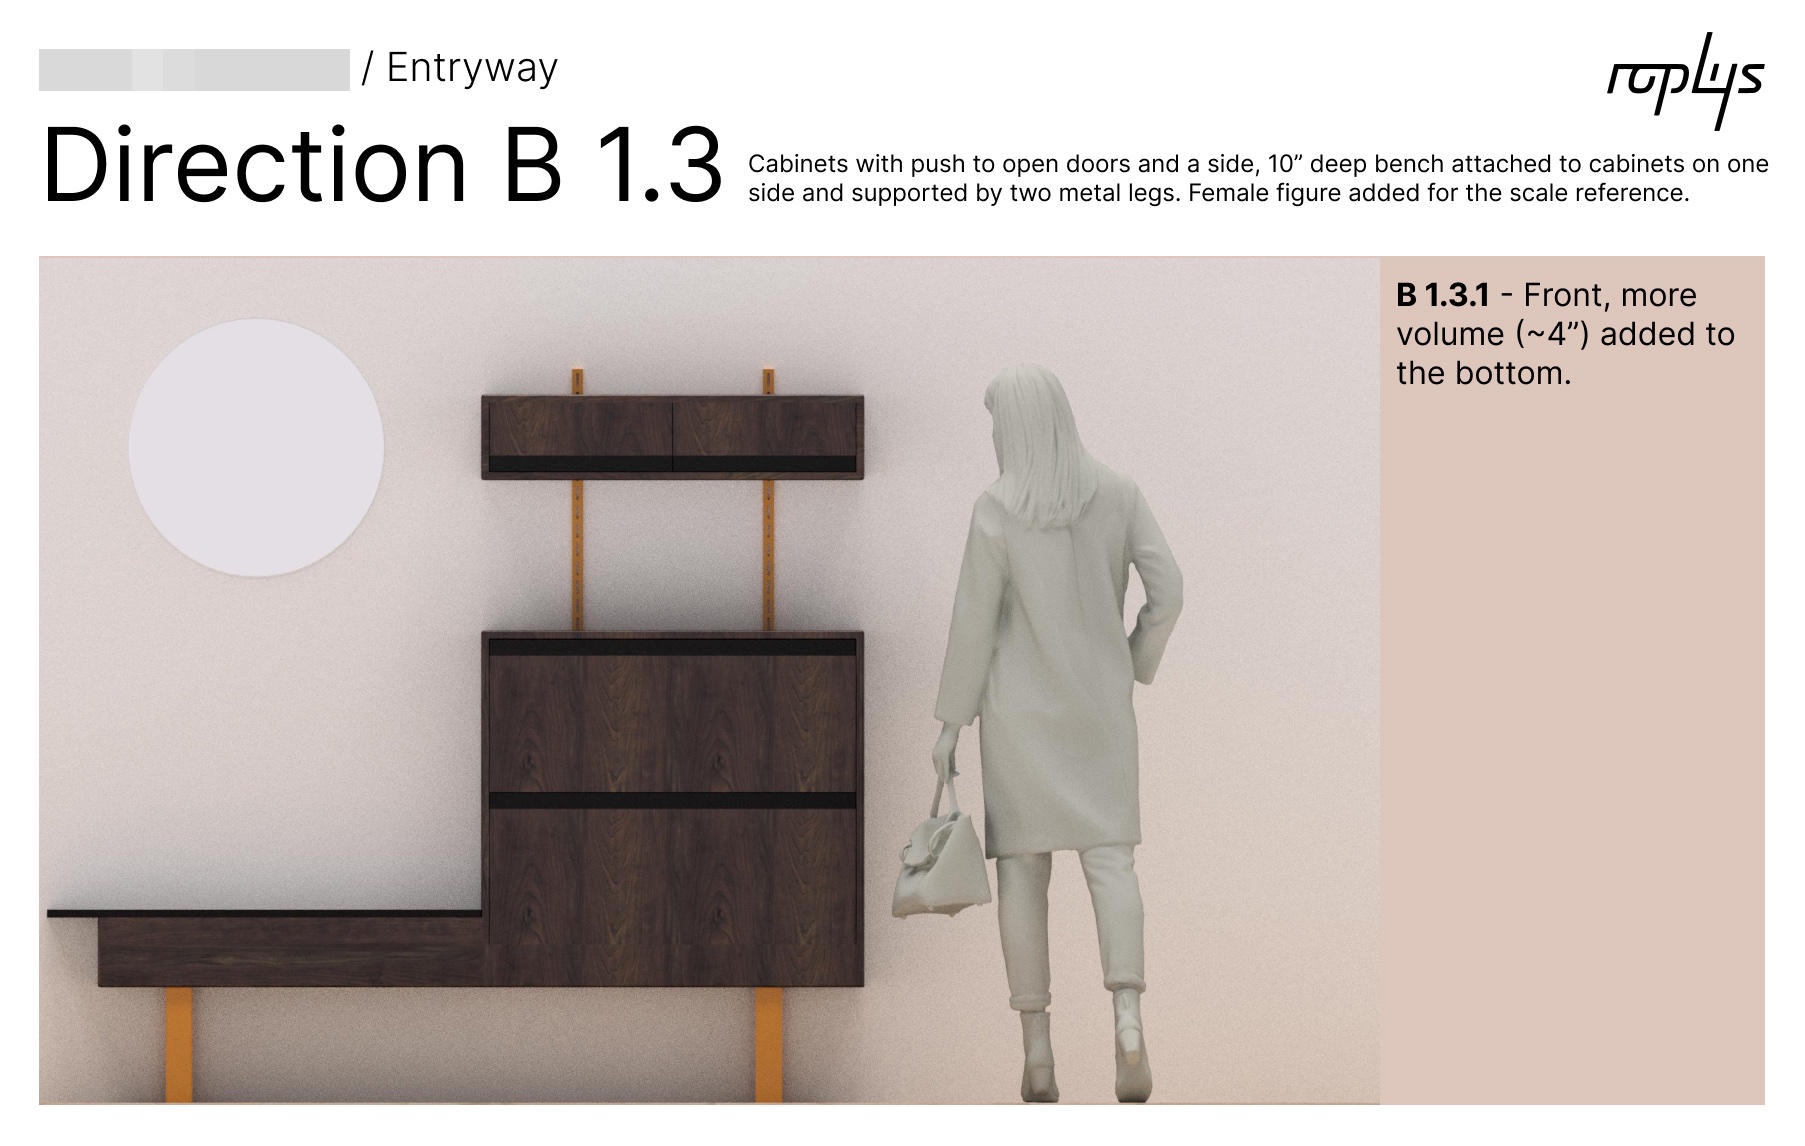 / Entryway
roplys
Direction B 1.3
Cabinets with push to open doors and a side, 10” deep bench attached to cabinets on one
side and supported by two metal legs. Female figure added for the scale reference.
B 1.3.1 - Front, more
volume (~4”) added to
the bottom.